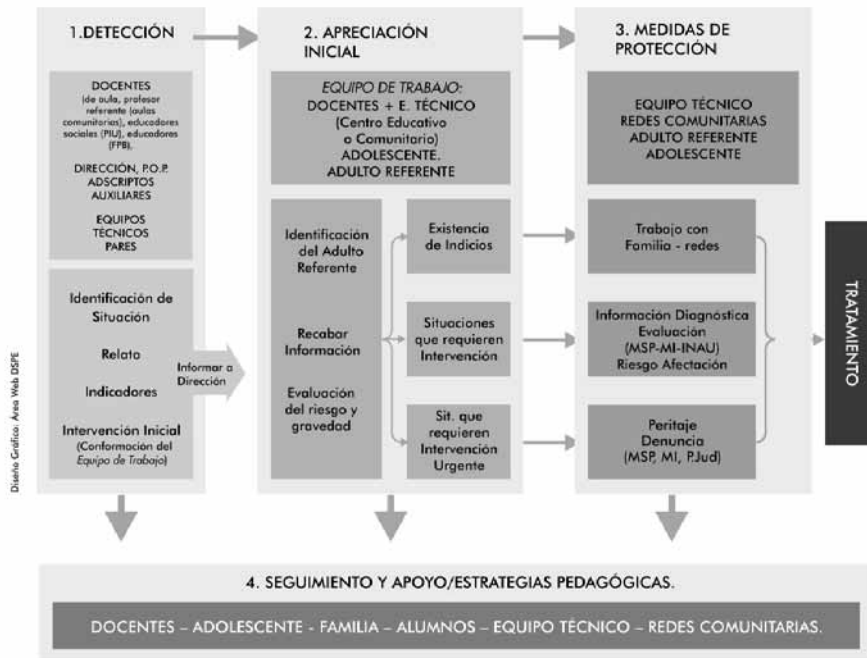 1.DETECCIÓN
DOCENTES
(de aula, profesor
referente (aulas
comunitarias), educadores
sociales (PIU), educadores
(FPB),
DIRECCIÓN, P.O.P.
ADSCRIPTOS
AUXILIARES
EQUIPOS
TÉCNICOS
PARES
Identificación de
Situación
Relato
Indicadores
Intervención Inicial
(Conformación del
Equipo de Trabajo)
Informar a
Dirección
2. APRECIACIÓN
INICIAL
EQUIPO DE TRABAJO:
DOCENTES + E. TÉCNICO
(Centro Educativo
o Comunitario)
ADOLESCENTE.
ADULTO REFERENTE
Identificación
del Adulto
Referente
Recabar
Información
Evaluación
del riesgo y
gravedad
Existencia
de Indicios
Situaciones
que requieren
Intervención
Sit. que
requieren
Intervención
Urgente
3. MEDIDAS DE
PROTECCIÓN
EQUIPO TÉCNICO
REDES COMUNITARIAS
ADULTO REFERENTE
ADOLESCENTE
Trabajo con
Familia - redes
Información Diagnóstica
Evaluación
(MSP-MI-INAU)
Riesgo Afectación
Peritaje
Denuncia
(MSP, MI, P.Jud)
TRATAMIENTO
4. SEGUIMIENTO Y APOYO/ESTRATEGIAS PEDAGÓGICAS.
DOCENTES – ADOLESCENTE - FAMILIA – ALUMNOS – EQUIPO TÉCNICO – REDES COMUNITARIAS.
Diseño Gráfico: Área Web DSPE